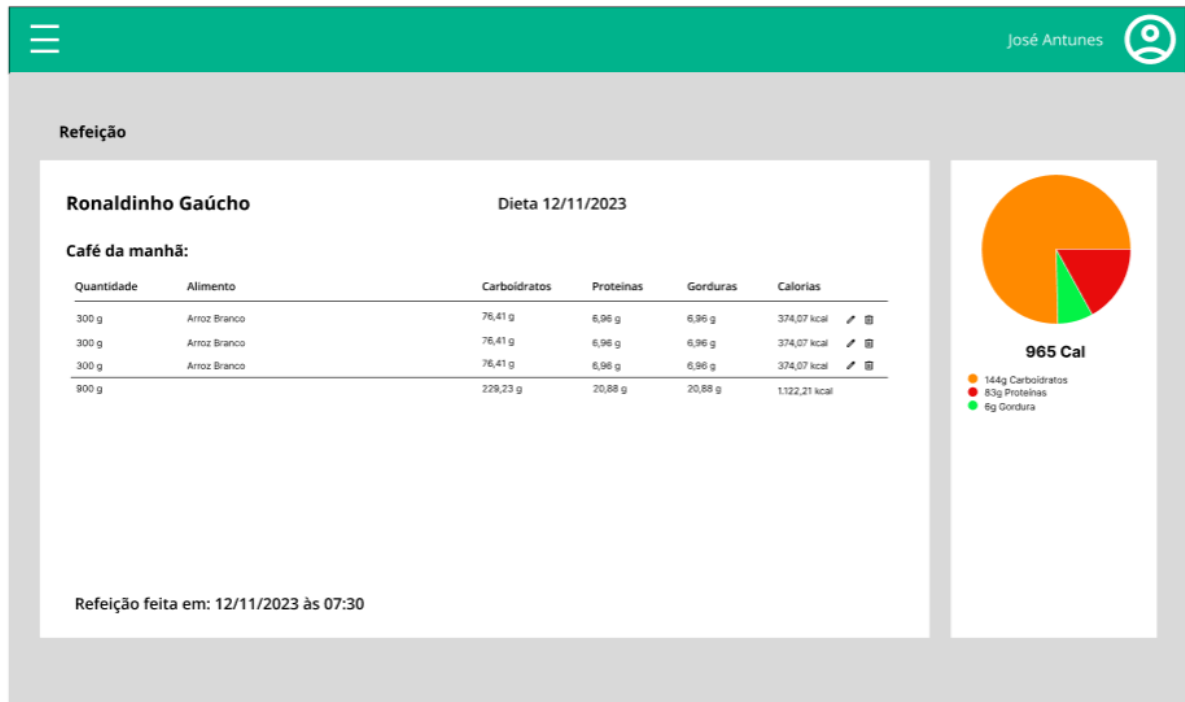 José Antunes
Refeição
Ronaldinho Gaúcho Dieta 12/11/2023
Café da manhã:
Quantidade Alimento Carboídratos Proteinas Gorduras Calorias
300 g Arroz Branco 76,41 g 6,96 g 6,96 g 374,07 kcal
300 g Arroz Branco 76,41 g 6,96 g 6,96 g 374,07 kcal
300 g Arroz Branco 76,41 g 6,96 g 6,96 g 374,07 kcal
900 g 229,23 g 20,88 g 20,88 g 1.122,21 kcal
Refeição feita em: 12/11/2023 às 07:30
965 Cal
144g Carboídratos
83g Proteínas
6g Gordura